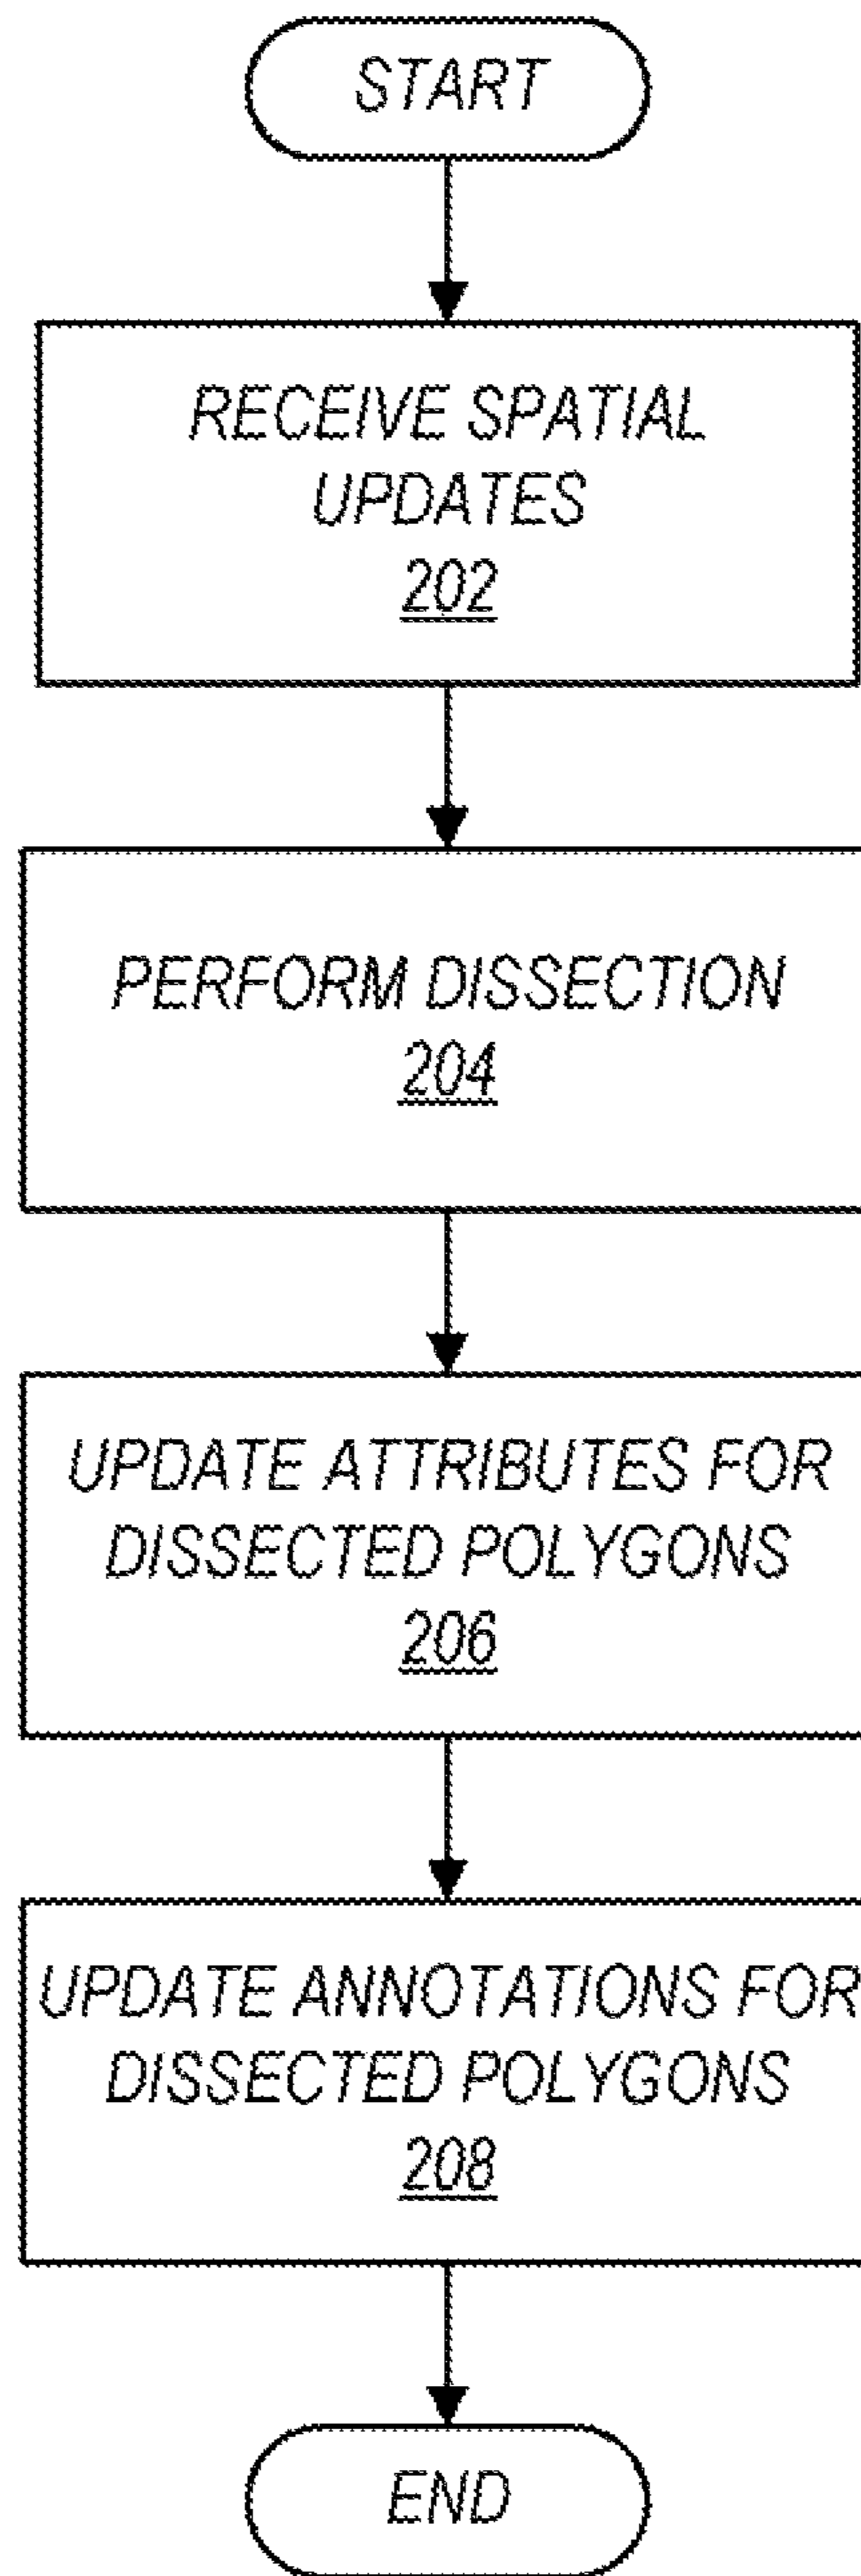 START
RECEIVE SPATIAL
UPDATES
202
PERFORM DISSECTION
204
UPDATE ATTRIBUTES FOR
DISSECTED POLYGONS
206
UPDATE ANNOTATIONS FOR
DISSECTED POLYGONS
208
END